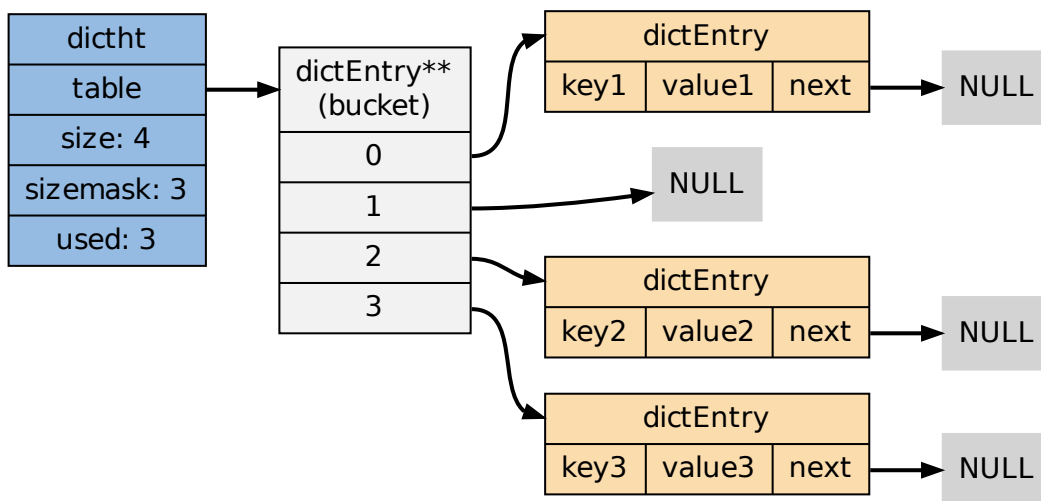 dictht
table
size: 4
sizemask: 3
used: 3
dictEntry**
(bucket)
0
1
2
3
dictEntry
key1 value1 next
NULL
NULL
dictEntry
key2 value2 next
NULL
dictEntry
key3 value3 next
NULL